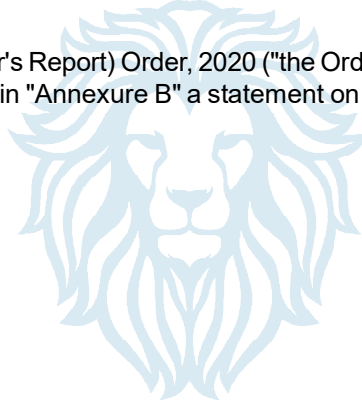 r's Report) Order, 2020 ("the Ord
in "Annexure B" a statement on